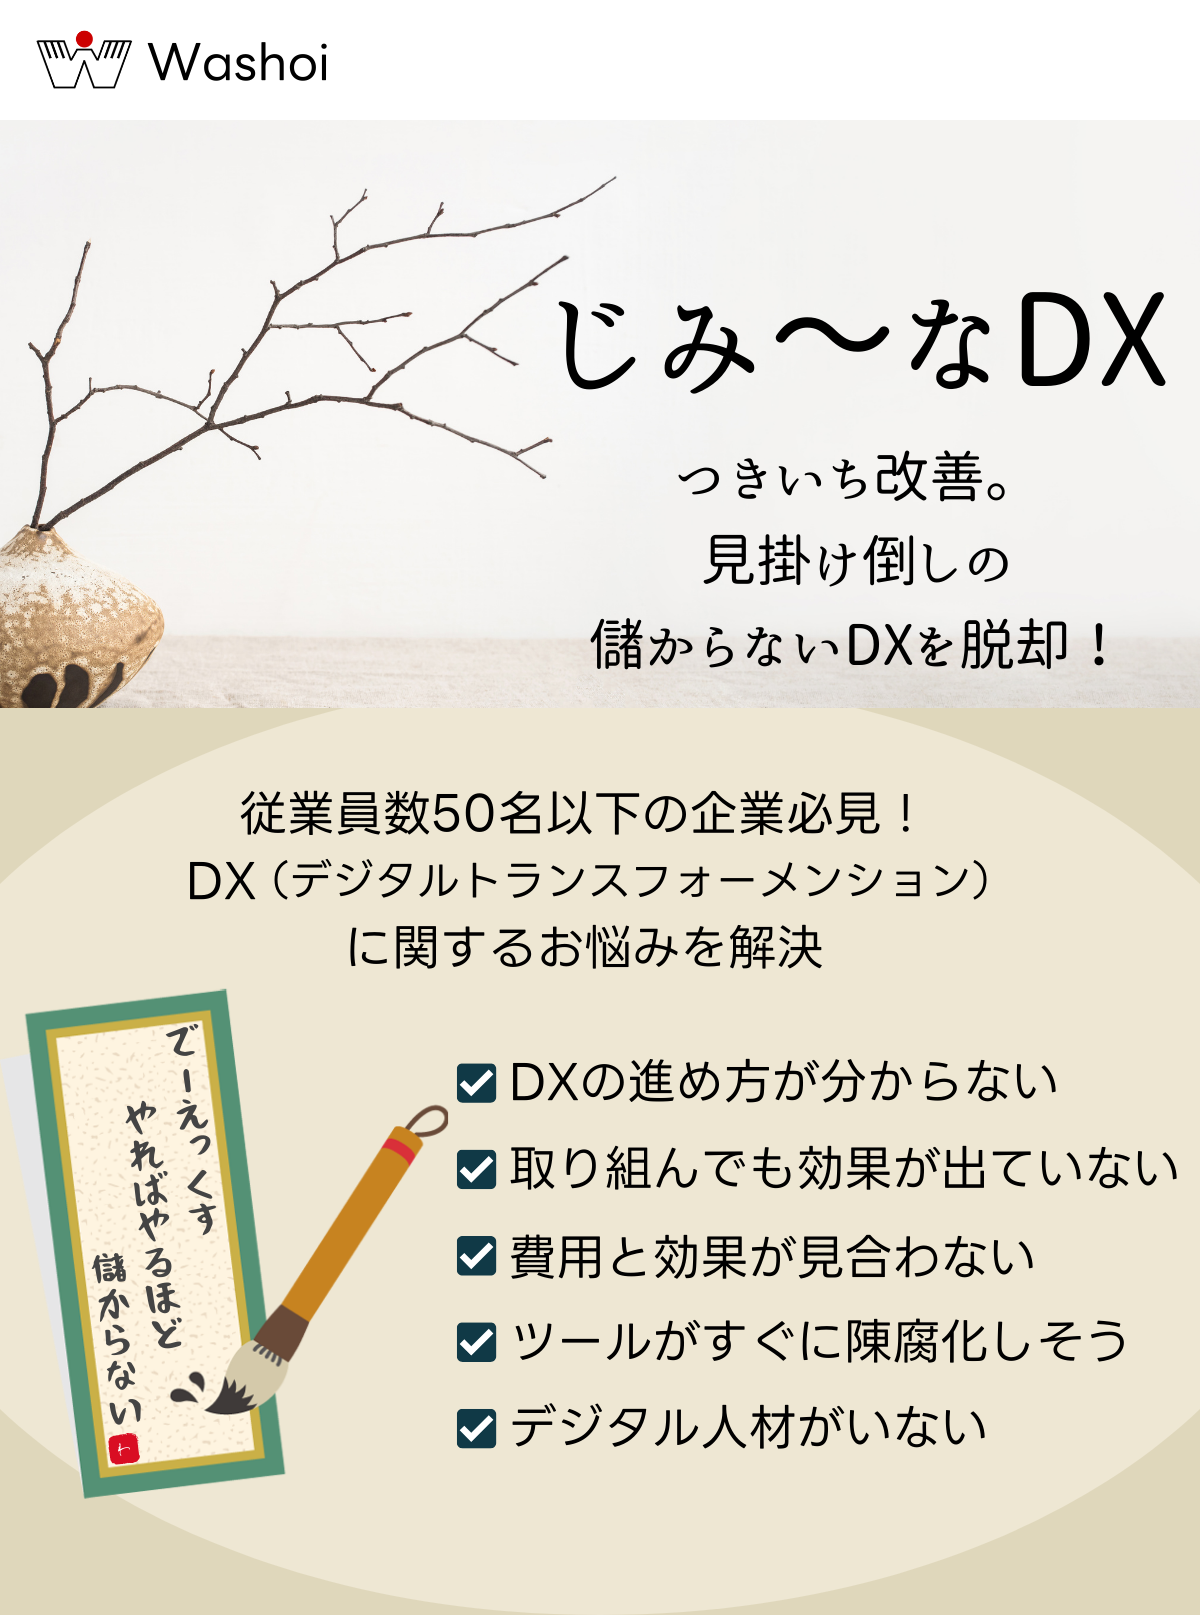 Washoi
じみ〜なDX
つきいち改善。
見掛け倒しの
儲からないDXを脱却！
従業員数50名以下の企業必見！
DX（デジタルトランスフォーメンション）
に関するお悩みを解決
でーえっくす
やればやるほど
儲からない
わ
DXの進め方が分からない
取り組んでも効果が出ていない
費用と効果が見合わない
ツールがすぐに陳腐化しそう
デジタル人材がいない